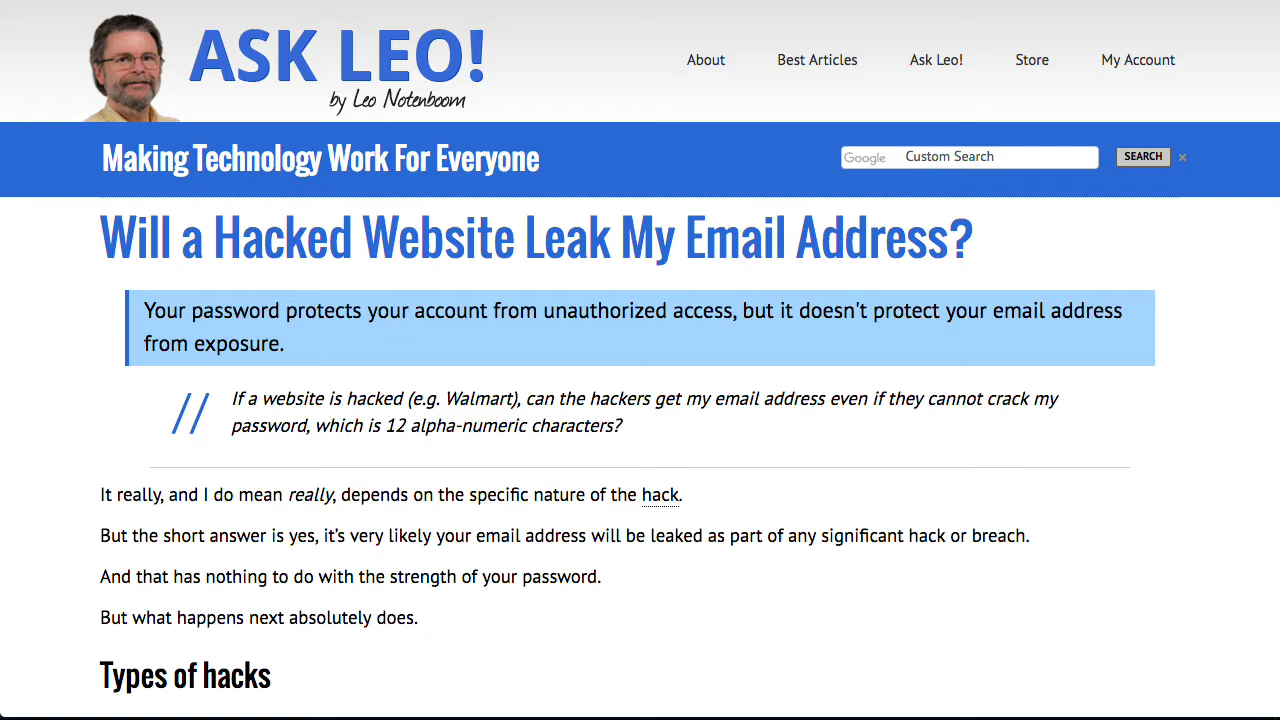 ASK LEO!
by Leo Notenboom
About Best Articles Ask Leo! Store My Account
Making Technology Work For Everyone
Google Custom Search SEARCH ×
Will a Hacked Website Leak My Email Address?
Your password protects your account from unauthorized access, but it doesn't protect your email address
from exposure.
// If a website is hacked (e.g. Walmart), can the hackers get my email address even if they cannot crack my
password, which is 12 alpha-numeric characters?
It really, and I do mean really, depends on the specific nature of the hack.
But the short answer is yes, it’s very likely your email address will be leaked as part of any significant hack or breach.
And that has nothing to do with the strength of your password.
But what happens next absolutely does.
Types of hacks